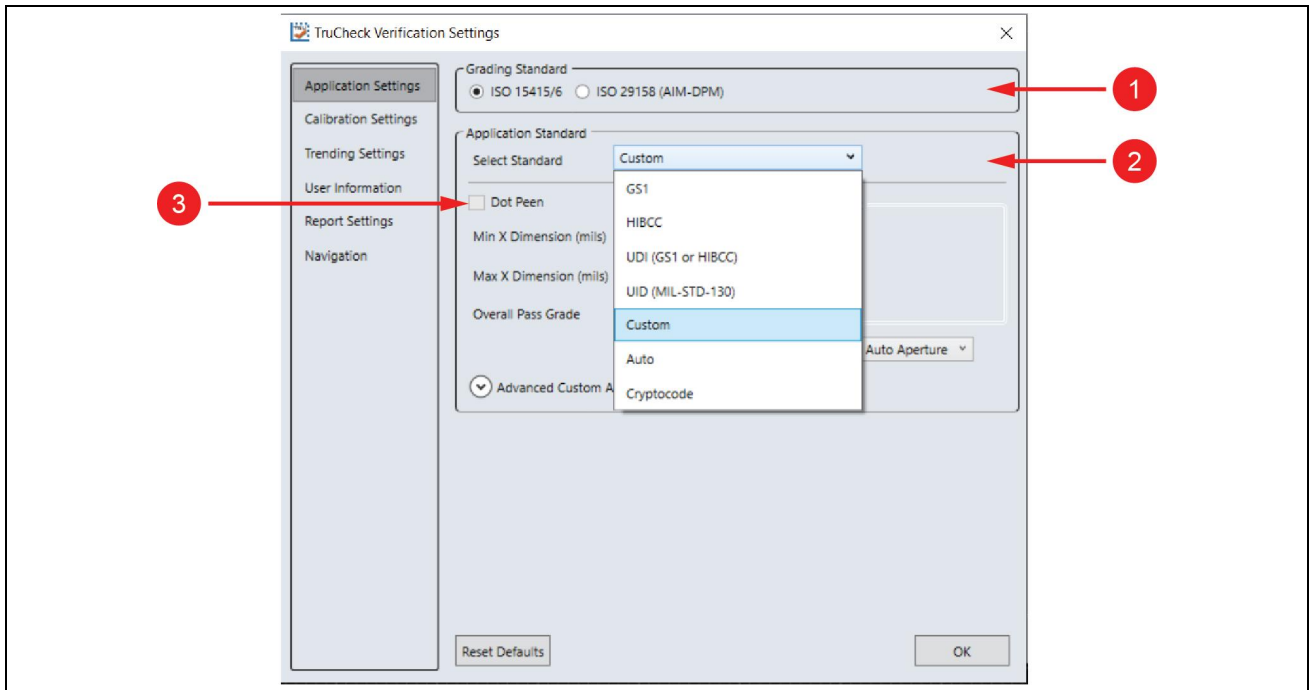 TruCheck Verification Settings
Application Settings
Calibration Settings
Trending Settings
User Information
Report Settings
Navigation
Grading Standard
ISO 15415/6 ISO 29158 (AIM-DPM)
1
Application Standard
Select Standard Custom
2
GS1
HIBCC
UDI (GS1 or HIBCC)
UID (MIL-STD-130)
Custom
Auto
Cryptocode
3
Dot Peen
Min X Dimension (mils)
Max X Dimension (mils)
Overall Pass Grade
Auto Aperture
Advanced Custom A
Reset Defaults
OK